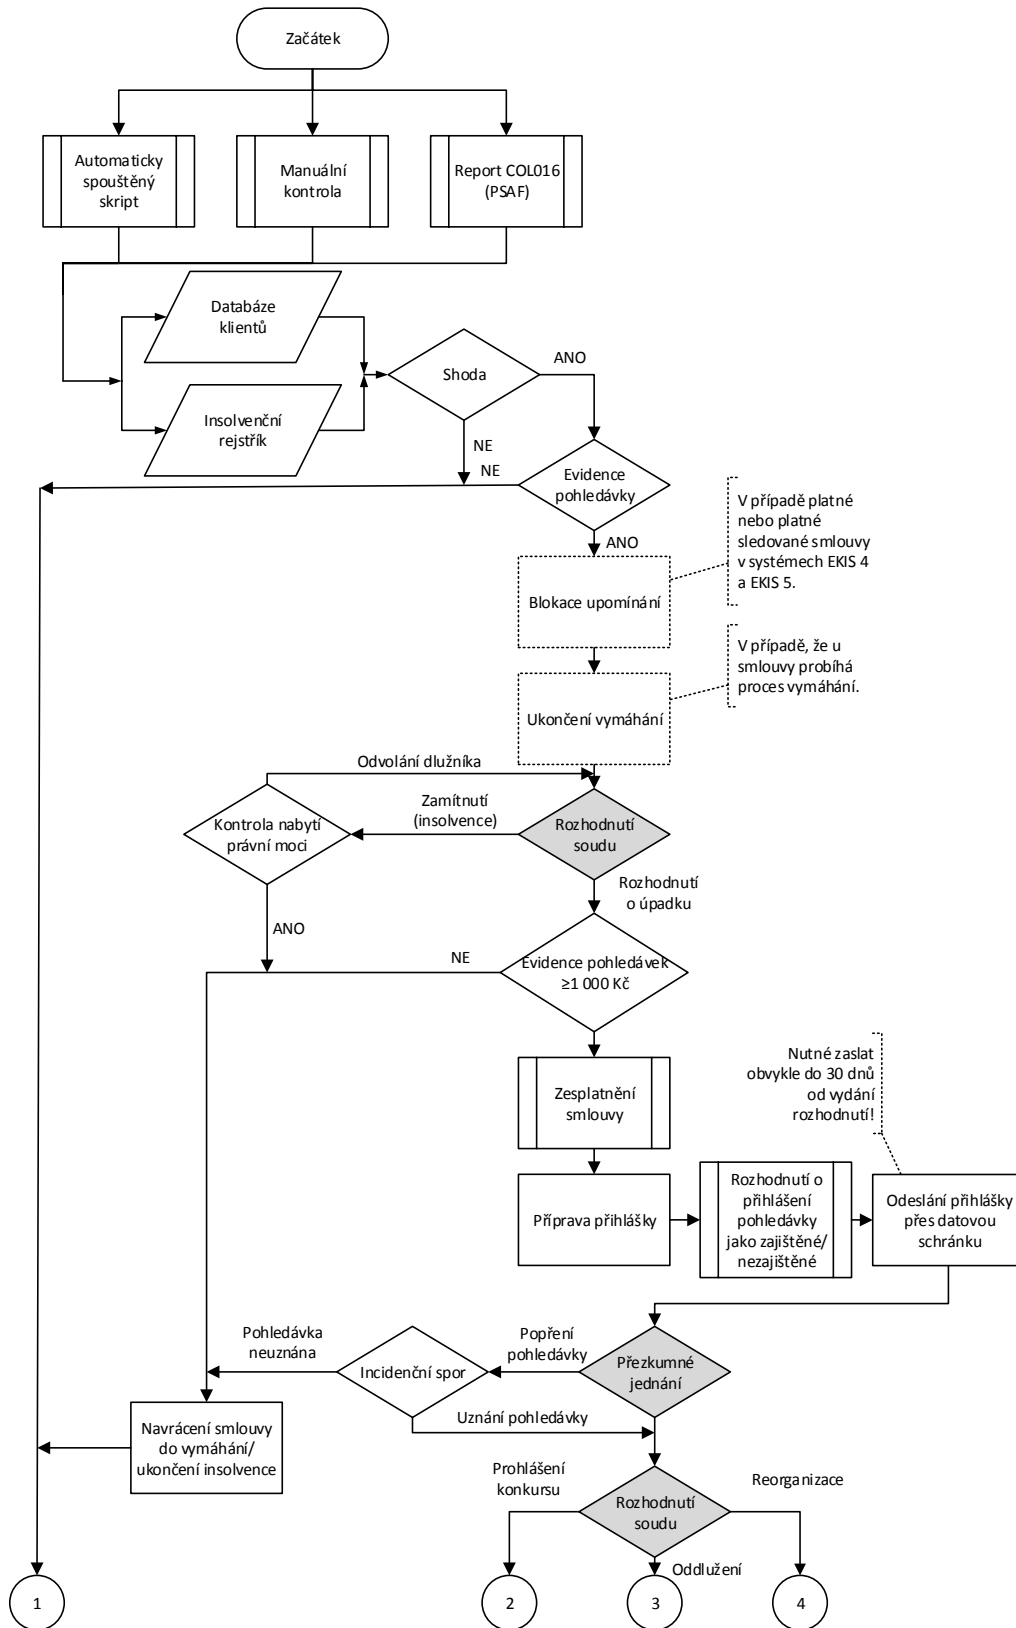 Začátek
Automaticky
spouštěný
skript
Manuální
kontrola
Report COL016
(PSAF)
Databáze
klientů
Insolvenční
rejstřík
Shoda
ANO
NE
NE
Evidence
pohledávky
ANO
V případě platné
nebo platné
sledované smlouvy
v systémech EKIS 4
a EKIS 5.
Blokace upomínání
V případě, že u
smlouvy probíhá
proces vymáhání.
Ukončení vymáhání
Odvolání dlužníka
Zamítnutí
(insolvence)
Kontrola nabytí
právní moci
Rozhodnutí
soudu
Rozhodnutí
o úpadku
ANO
NE
Evidence pohledávek
≥1 000 Kč
Zesplatnění
smlouvy
Nutné zaslat
obvykle do 30 dnů
od vydání
rozhodnutí!
Příprava přihlášky
Rozhodnutí o
přihlášení
pohledávky
jako zajištěné/
nezajištěné
Odeslání přihlášky
přes datovou
schránku
Pohledávka
neuznána
Incidenční spor
Popření
pohledávky
Přezkumné
jednání
Uznání pohledávky
Navrácení smlouvy
do vymáhání/
ukončení insolvence
Prohlášení
konkursu
Rozhodnutí
soudu
Reorganizace
Oddlužení
1
2
3
4